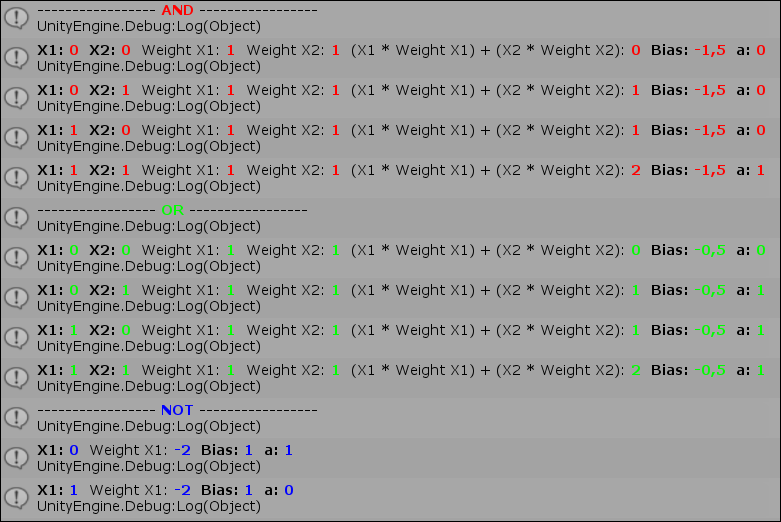 ----------------- AND -----------------
UnityEngine.Debug:Log(Object)
X1: 0 X2: 0 Weight X1: 1 Weight X2: 1 (X1 * Weight X1) + (X2 * Weight X2): 0 Bias: -1,5 a: 0
UnityEngine.Debug:Log(Object)
X1: 0 X2: 1 Weight X1: 1 Weight X2: 1 (X1 * Weight X1) + (X2 * Weight X2): 1 Bias: -1,5 a: 0
UnityEngine.Debug:Log(Object)
X1: 1 X2: 0 Weight X1: 1 Weight X2: 1 (X1 * Weight X1) + (X2 * Weight X2): 1 Bias: -1,5 a: 0
UnityEngine.Debug:Log(Object)
X1: 1 X2: 1 Weight X1: 1 Weight X2: 1 (X1 * Weight X1) + (X2 * Weight X2): 2 Bias: -1,5 a: 1
UnityEngine.Debug:Log(Object)
----------------- OR -----------------
UnityEngine.Debug:Log(Object)
X1: 0 X2: 0 Weight X1: 1 Weight X2: 1 (X1 * Weight X1) + (X2 * Weight X2): 0 Bias: -0,5 a: 0
UnityEngine.Debug:Log(Object)
X1: 0 X2: 1 Weight X1: 1 Weight X2: 1 (X1 * Weight X1) + (X2 * Weight X2): 1 Bias: -0,5 a: 1
UnityEngine.Debug:Log(Object)
X1: 1 X2: 0 Weight X1: 1 Weight X2: 1 (X1 * Weight X1) + (X2 * Weight X2): 1 Bias: -0,5 a: 1
UnityEngine.Debug:Log(Object)
X1: 1 X2: 1 Weight X1: 1 Weight X2: 1 (X1 * Weight X1) + (X2 * Weight X2): 2 Bias: -0,5 a: 1
UnityEngine.Debug:Log(Object)
----------------- NOT -----------------
UnityEngine.Debug:Log(Object)
X1: 0 Weight X1: -2 Bias: 1 a: 1
UnityEngine.Debug:Log(Object)
X1: 1 Weight X1: -2 Bias: 1 a: 0
UnityEngine.Debug:Log(Object)